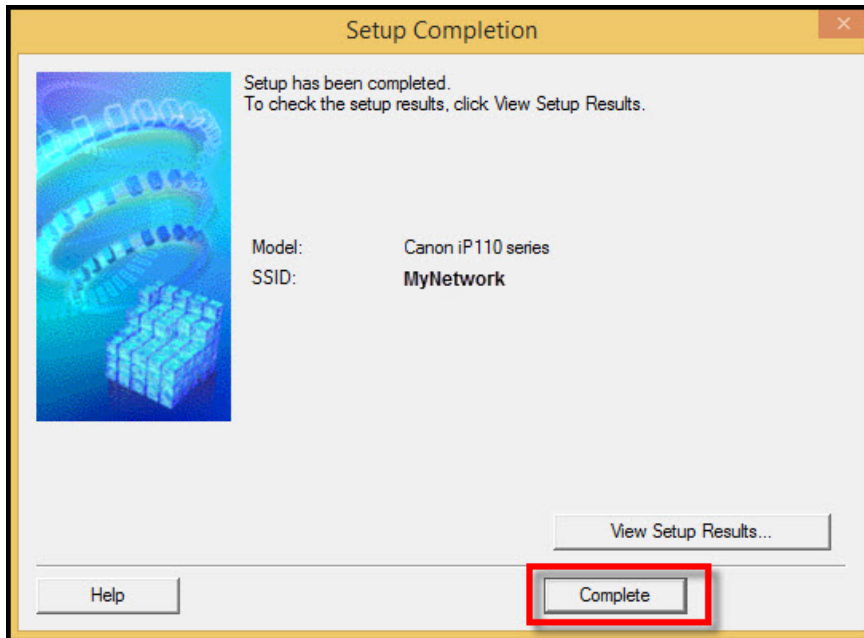 Setup Completion
Setup has been completed.
To check the setup results, click View Setup Results.
Model: Canon iP110 series
SSID: MyNetwork
View Setup Results...
Help Complete